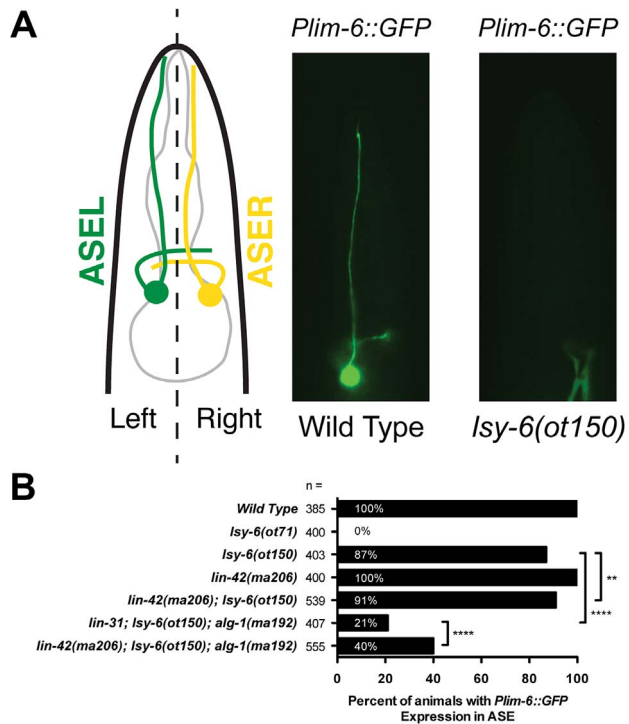 A
Plim-6::GFP
Plim-6::GFP
ASEL
ASER
Left
Right
Wild Type
lsy-6(ot150)
B
n =
Wild Type 385 100%
lsy-6(ot71) 400 0%
lsy-6(ot150) 403 87%
lin-42(ma206) 400 100%
lin-42(ma206); lsy-6(ot150) 539 91%
lin-31; lsy-6(ot150); alg-1(ma192) 407 21%
lin-42(ma206); lsy-6(ot150); alg-1(ma192) 555 40%
**
****
****
0 20 40 60 80 100
Percent of animals with Plim-6::GFP
Expression in ASE